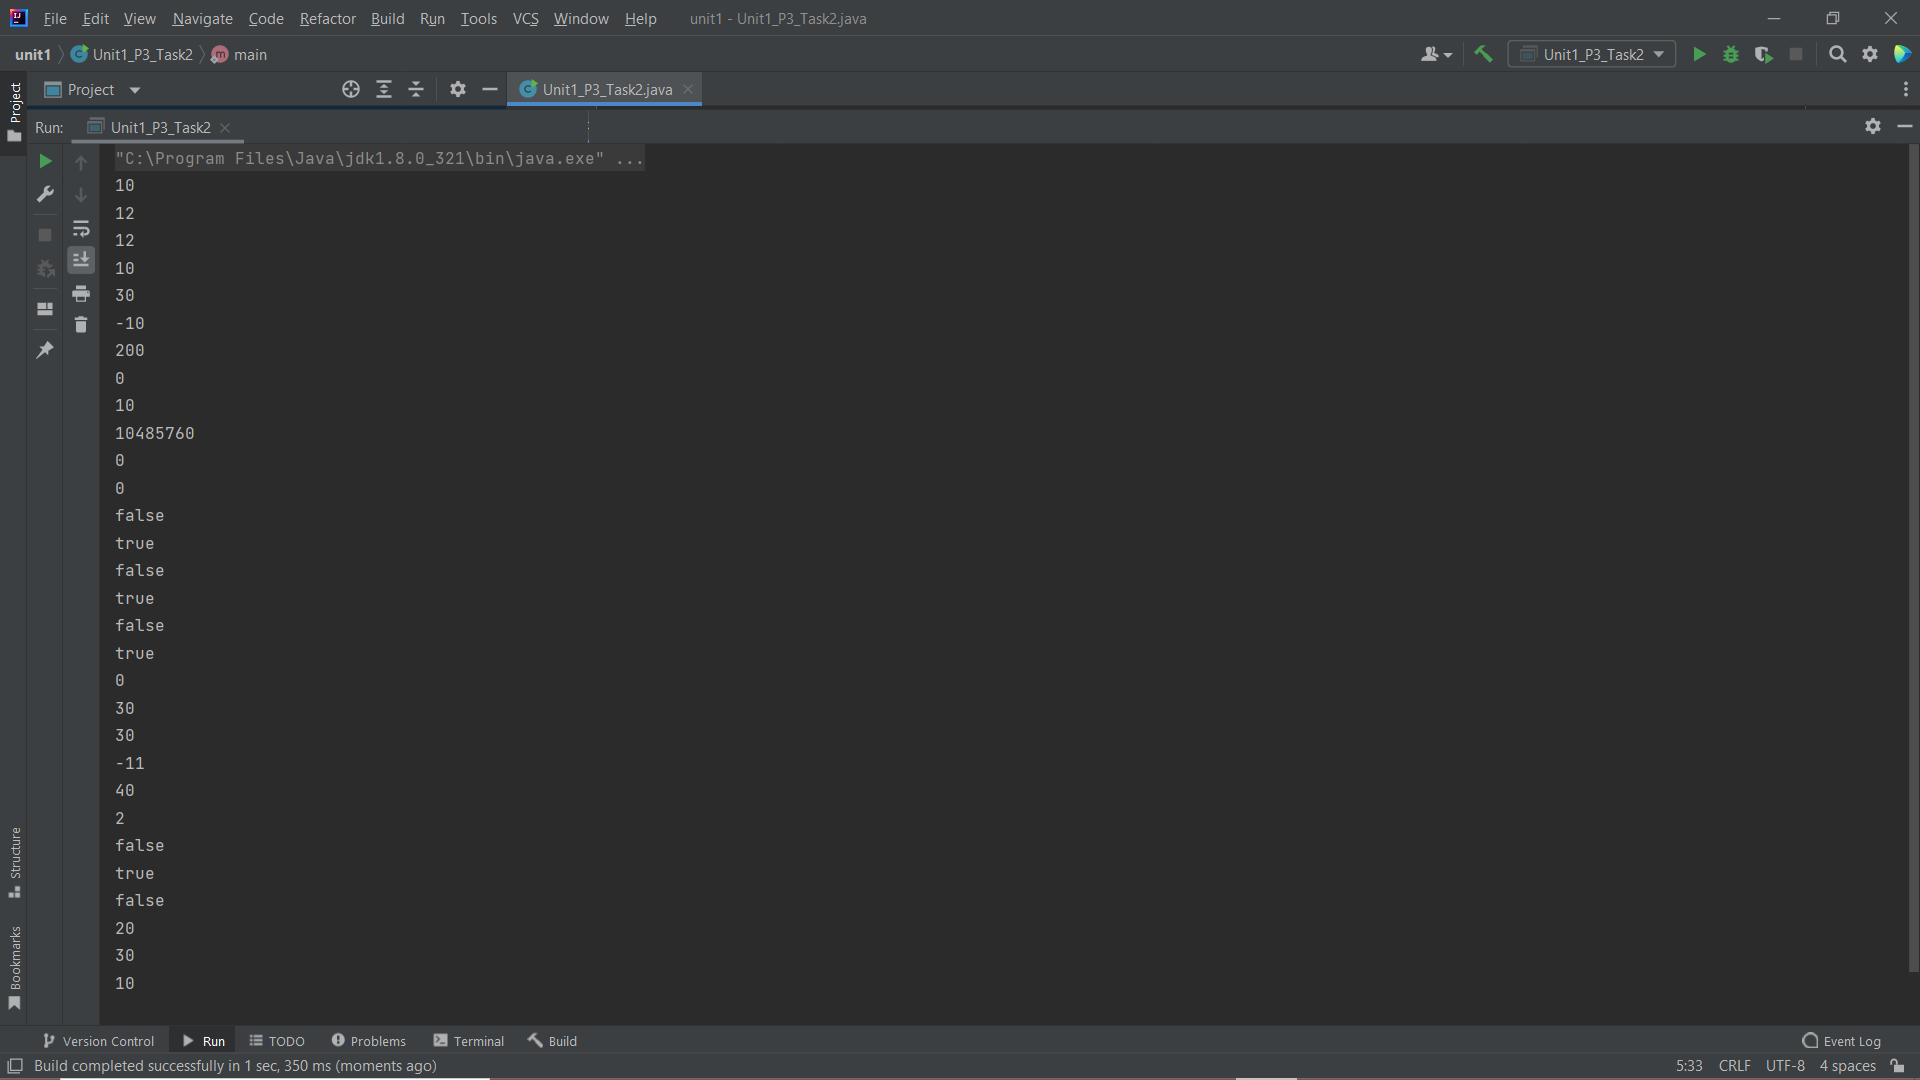 File Edit View Navigate Code Refactor Build Run Tools VCS Window Help unit1 - Unit1_P3_Task2.java
unit1 Unit1_P3_Task2 main Unit1_P3_Task2
Project Project Unit1_P3_Task2.java
Run: Unit1_P3_Task2
"C:\Program Files\Java\jdk1.8.0_321\bin\java.exe" ...
10
12
12
10
30
-10
200
0
10
10485760
0
0
false
true
false
true
false
true
0
30
30
-11
40
2
false
true
false
20
30
10
Structure
Bookmarks
Version Control Run TODO Problems Terminal Build Event Log
Build completed successfully in 1 sec, 350 ms (moments ago) 5:33 CRLF UTF-8 4 spaces